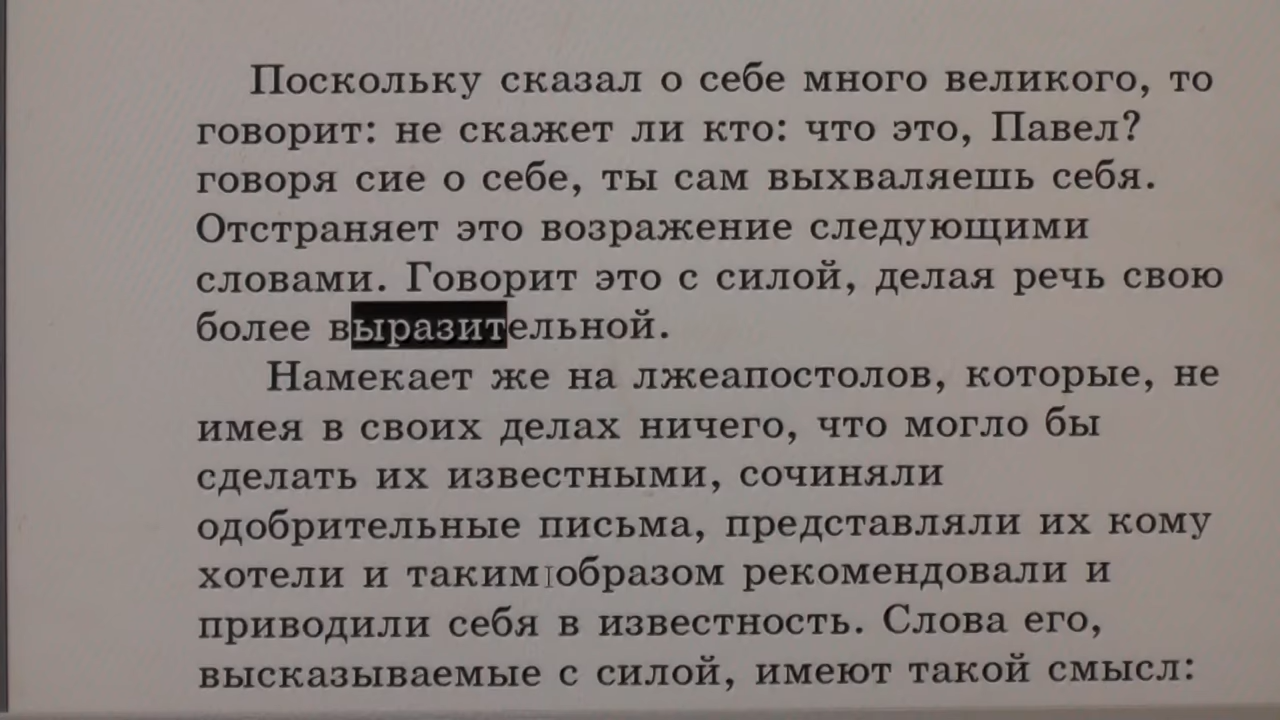 Поскольку сказал о себе много великого, то
говорит: не скажет ли кто: что это, Павел?
говоря сие о себе, ты сам выхваляешь себя.
Отстраняет это возражение следующими
словами. Говорит это с силой, делая речь свою
более выразительной.
Намекает же на лжеапостолов, которые, не
имея в своих делах ничего, что могло бы
сделать их известными, сочиняли
одобрительные письма, представляли их кому
хотели и таким образом рекомендовали и
приводили себя в известность. Слова его,
высказываемые с силой, имеют такой смысл: